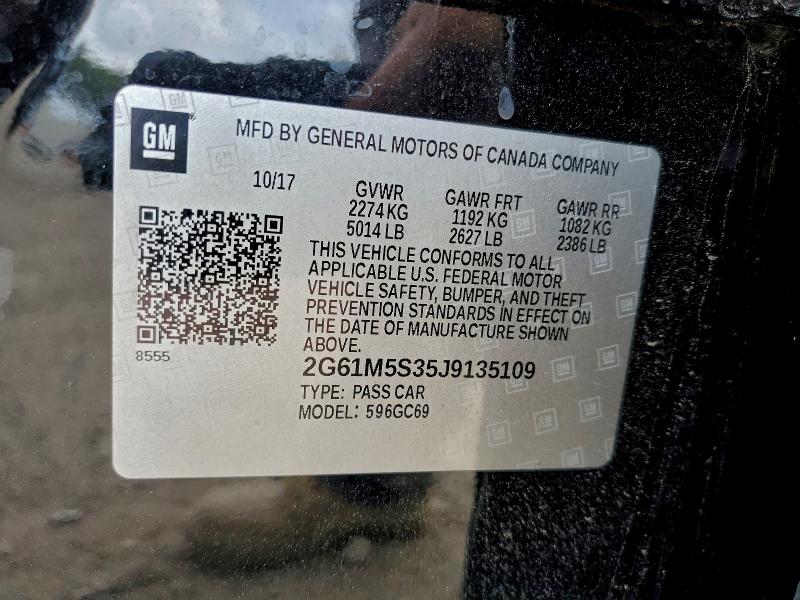 GM
MFD BY GENERAL MOTORS OF CANADA COMPANY
10/17
GVWR
2274 KG
5014 LB
GAWR FRT
1192 KG
2627 LB
GAWR RR
1082 KG
2386 LB
THIS VEHICLE CONFORMS TO ALL
APPLICABLE U.S. FEDERAL MOTOR
VEHICLE SAFETY, BUMPER, AND THEFT
PREVENTION STANDARDS IN EFFECT ON
THE DATE OF MANUFACTURE SHOWN
ABOVE.
8555
2G61M5S35J9135109
TYPE: PASS CAR
MODEL: 596GC69